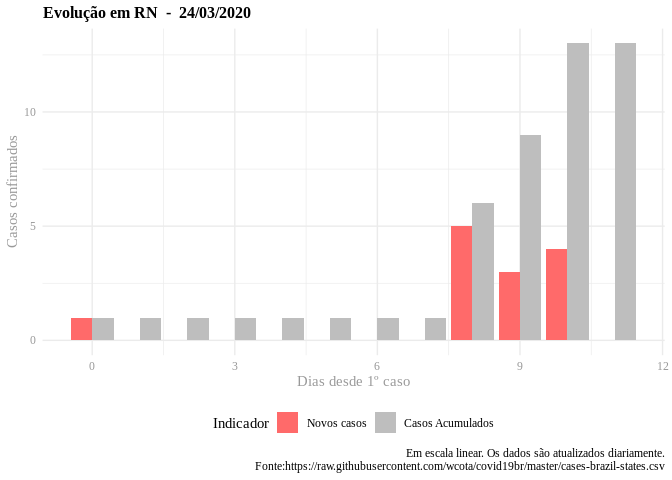 Evolução em RN - 24/03/2020
Casos confirmados
10
5
0
0 3 6 9 12
Dias desde 1º caso
Indicador Novos casos Casos Acumulados
Em escala linear. Os dados são atualizados diariamente.
Fonte:https://raw.githubusercontent.com/wcota/covid19br/master/cases-brazil-states.csv